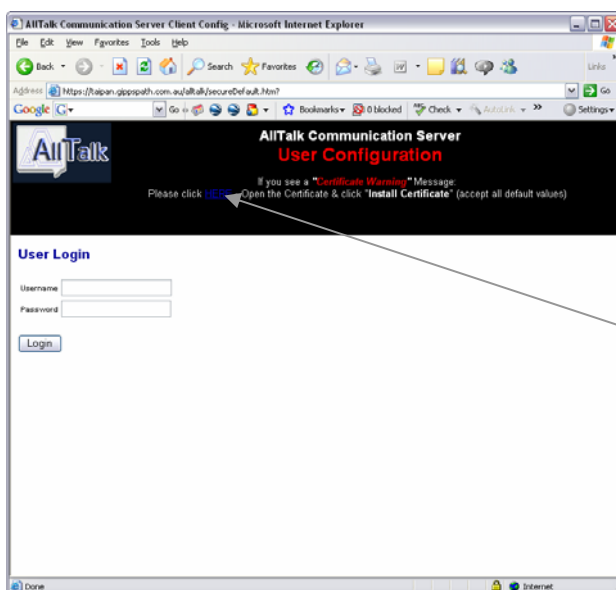 AllTalk Communication Server Client Config - Microsoft Internet Explorer
File Edit View Favorites Tools Help
Back Search Favorites
Links
Address https://taipan.gippspath.com.au/alltalk/secureDefault.htm? Go
Google G Go Bookmarks 0 blocked Check AutoLink >> Settings
AllTalk
AllTalk Communication Server
User Configuration
If you see a "Certificate Warning" Message:
Please click HERE Open the Certificate & click "Install Certificate" (accept all default values)
User Login
Username
Password
Login
Done Internet